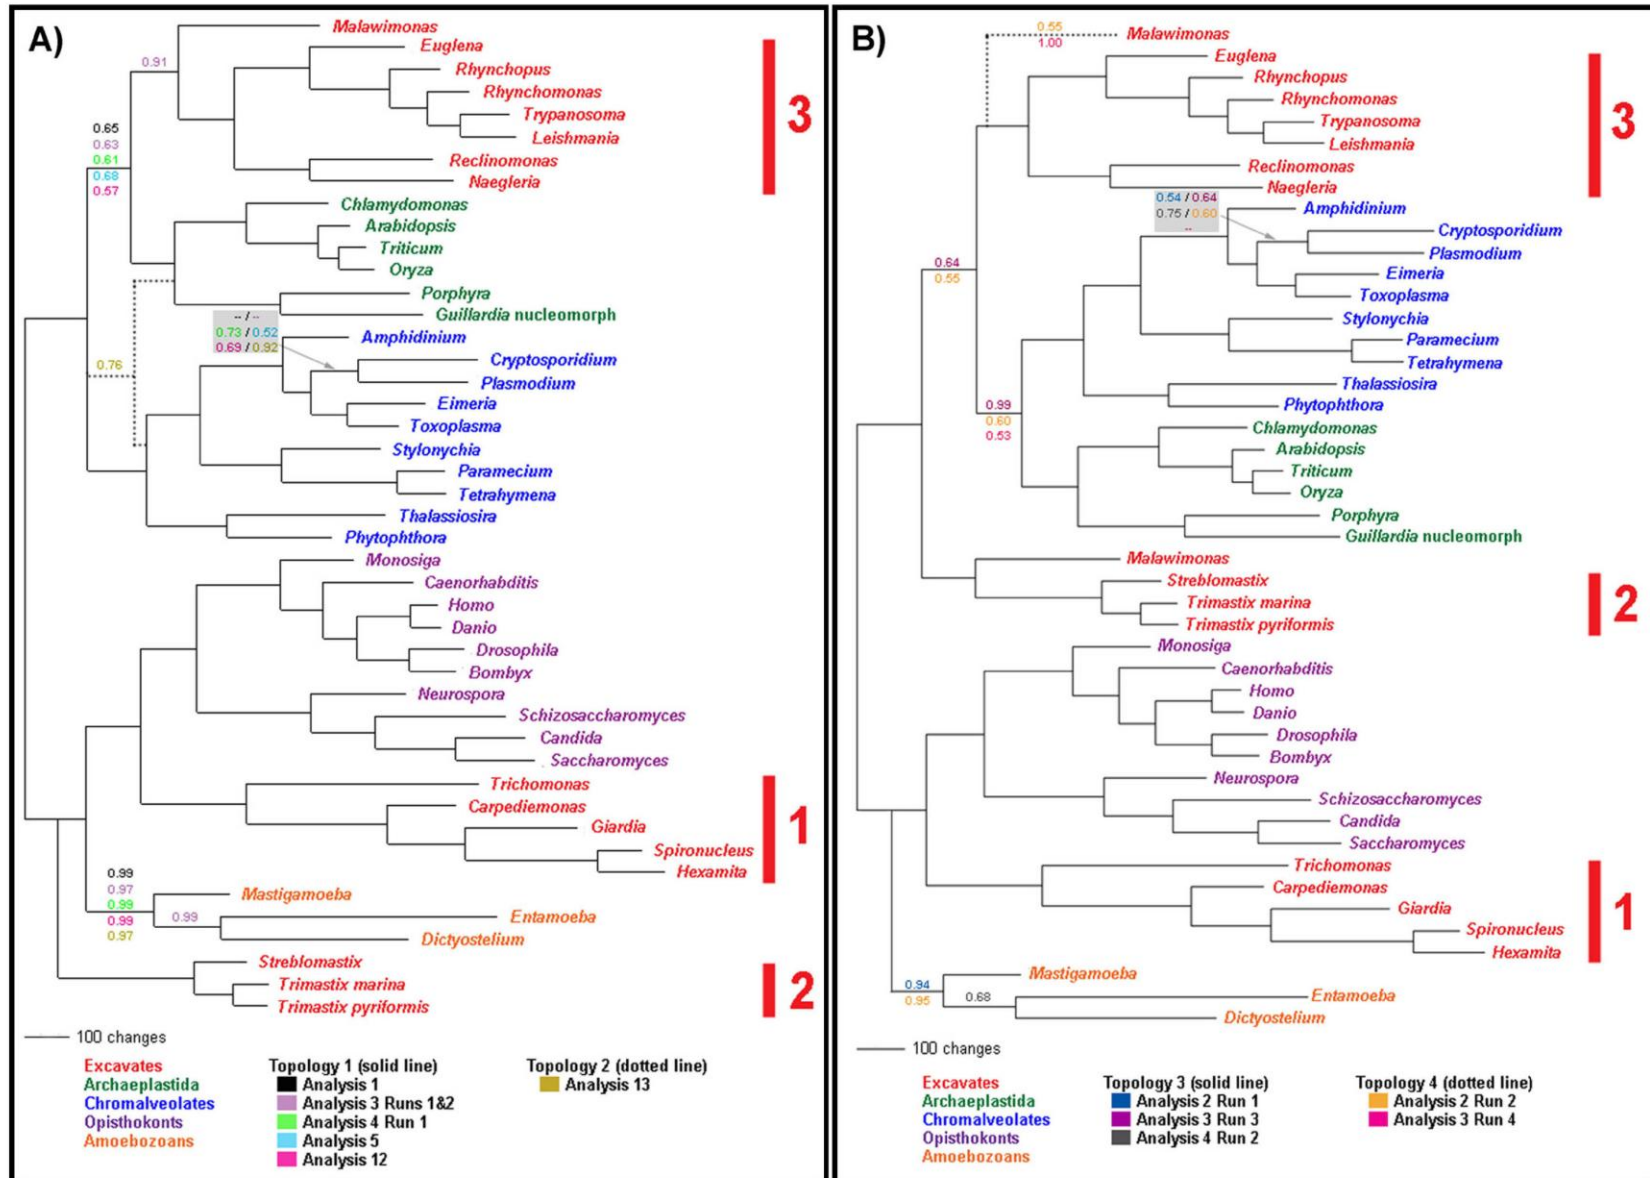 A)
Malawimonas
Euglena
0.91
Rhynchopus
Rhynchomonas
3
Trypanosoma
0.65
Leishmania
0.63
0.61
Reclinomonas
0.68
Naegleria
0.57
Chlamydomonas
Arabidopsis
Triticum
Oryza
Porphyra
Guillardia nucleomorph
-- / --
0.73 / 0.52
0.69 / 0.92
Amphidinium
Cryptosporidium
0.76
Plasmodium
Eimeria
Toxoplasma
Stylonychia
Paramecium
Tetrahymena
Thalassiosira
Phytophthora
Monosiga
Caenorhabditis
Homo
Danio
Drosophila
Bombyx
Neurospora
Schizosaccharomyces
Candida
Saccharomyces
Trichomonas
Carpediemonas
1
Giardia
Spironucleus
Hexamita
0.99
0.97
0.99
0.99
0.97
Mastigamoeba
0.99
Entamoeba
Dictyostelium
Streblomastix
Trimastix marina
2
Trimastix pyriformis
100 changes
Excavates
Archaeplastida
Chromalveolates
Opisthokonts
Amoebozoans
Topology 1 (solid line)
Analysis 1
Analysis 3 Runs 1&2
Analysis 4 Run 1
Analysis 5
Analysis 12
Topology 2 (dotted line)
Analysis 13
B)
0.55
1.00
Malawimonas
Euglena
Rhynchopus
Rhynchomonas
3
Trypanosoma
Leishmania
Reclinomonas
Naegleria
0.54 / 0.64
0.75 / 0.60
--
Amphidinium
Cryptosporidium
Plasmodium
0.64
0.55
Eimeria
Toxoplasma
Stylonychia
Paramecium
Tetrahymena
Thalassiosira
Phytophthora
0.99
0.60
0.53
Chlamydomonas
Arabidopsis
Triticum
Oryza
Porphyra
Guillardia nucleomorph
Malawimonas
Streblomastix
2
Trimastix marina
Trimastix pyriformis
Monosiga
Caenorhabditis
Homo
Danio
Drosophila
Bombyx
Neurospora
Schizosaccharomyces
Candida
Saccharomyces
Trichomonas
Carpediemonas
1
Giardia
Spironucleus
Hexamita
Mastigamoeba
0.94
0.95
0.68
Entamoeba
Dictyostelium
100 changes
Excavates
Archaeplastida
Chromalveolates
Opisthokonts
Amoebozoans
Topology 3 (solid line)
Analysis 2 Run 1
Analysis 3 Run 3
Analysis 4 Run 2
Topology 4 (dotted line)
Analysis 2 Run 2
Analysis 3 Run 4